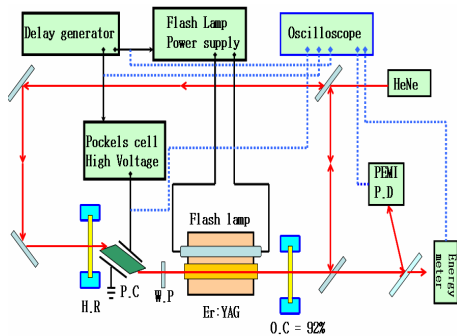 Delay generator
Flash Lamp
Power supply
Oscilloscope
HeNe
Pockels cell
High Voltage
PEMI
P.D
Flash lamp
Energy
meter
P.C
W.P
H.R
Er:YAG
O.C = 92%